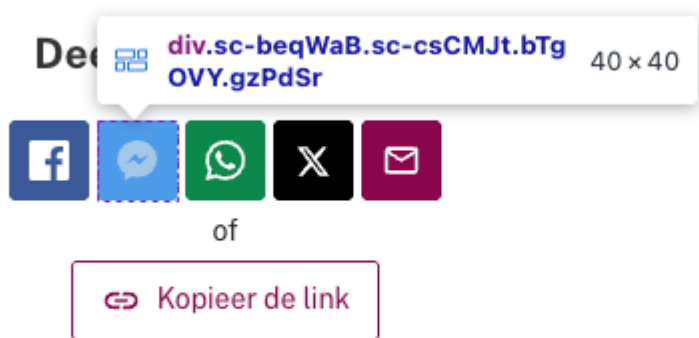 Dee
div.sc-beqWaB.sc-csCMJt.bTg
OVY.gzPdSr
40 × 40
of
Kopieer de link